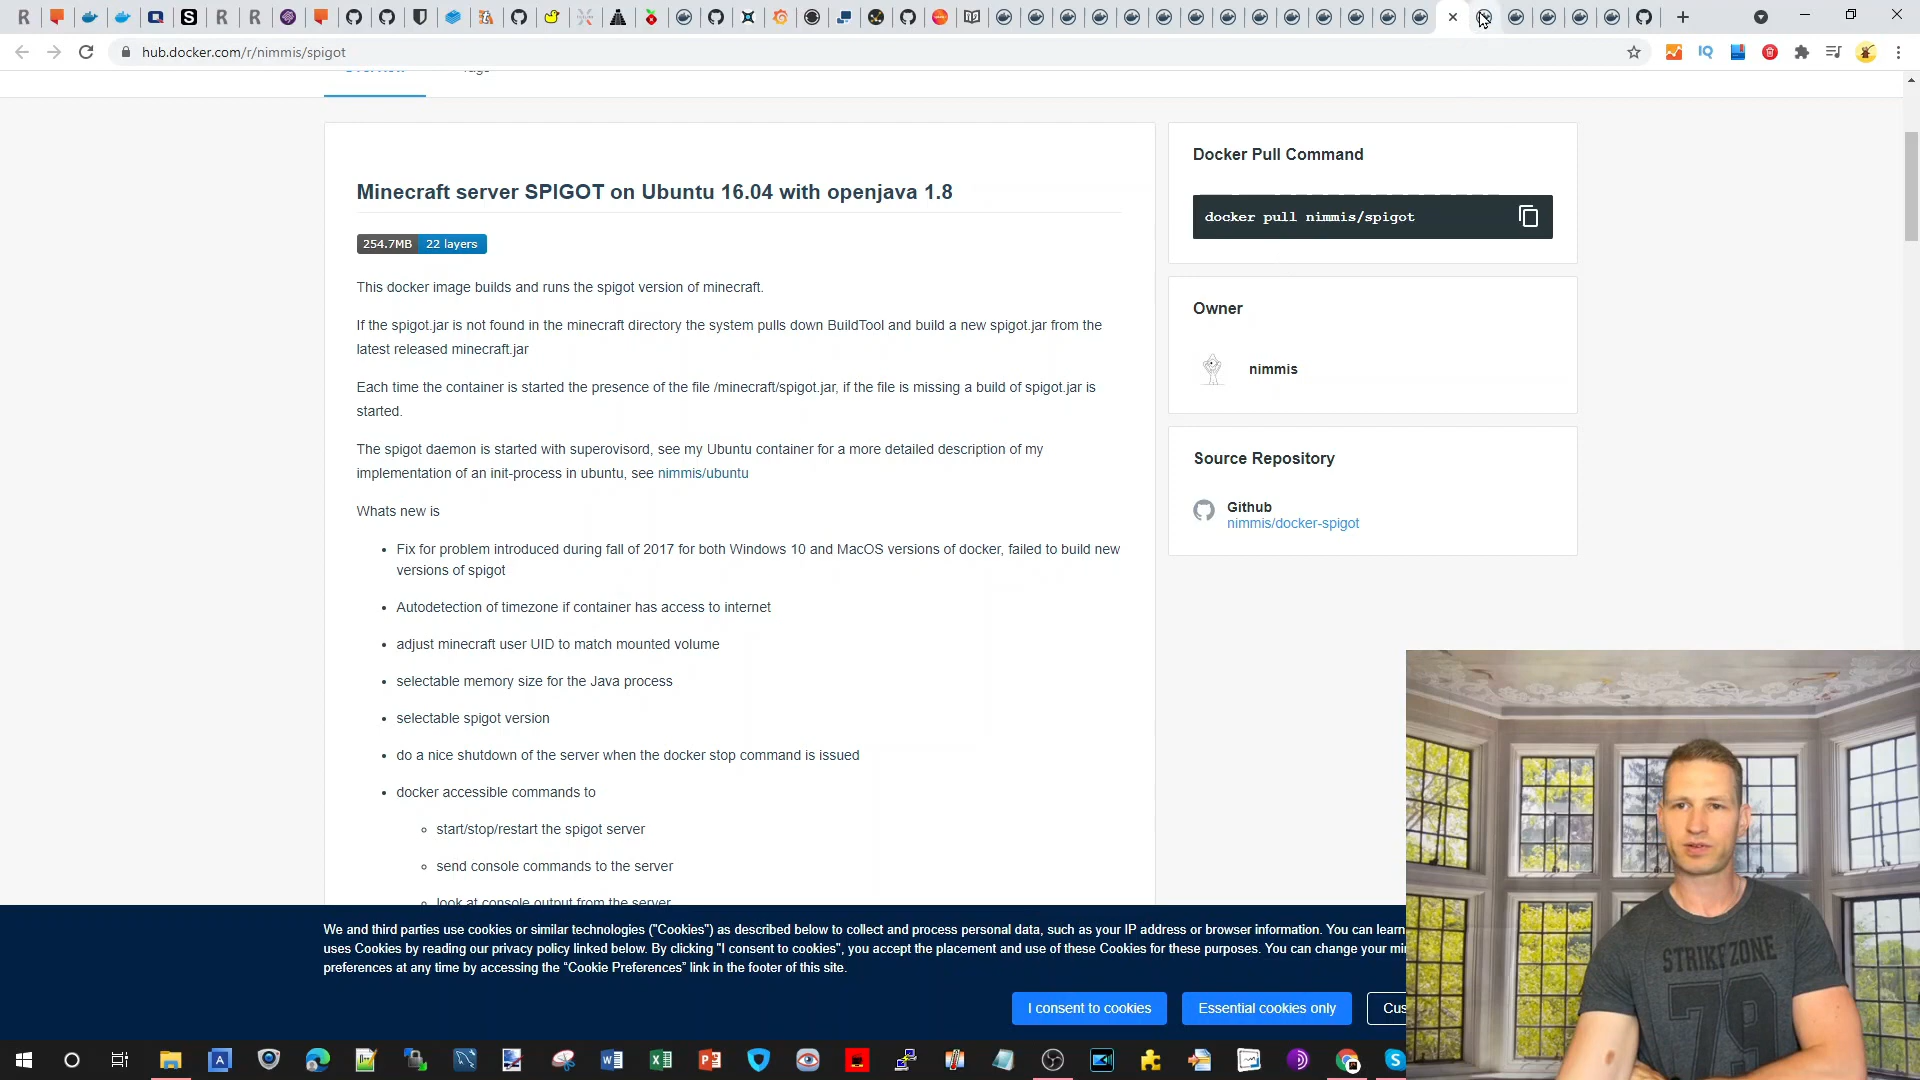 hub.docker.com/r/nimmis/spigot
Overview
Tags
Minecraft server SPIGOT on Ubuntu 16.04 with openjava 1.8
254.7MB 22 layers
This docker image builds and runs the spigot version of minecraft.
If the spigot.jar is not found in the minecraft directory the system pulls down BuildTool and build a new spigot.jar from the
latest released minecraft.jar
Each time the container is started the presence of the file /minecraft/spigot.jar, if the file is missing a build of spigot.jar is
started.
The spigot daemon is started with superovisord, see my Ubuntu container for a more detailed description of my
implementation of an init-process in ubuntu, see nimmis/ubuntu
Whats new is
• Fix for problem introduced during fall of 2017 for both Windows 10 and MacOS versions of docker, failed to build new
versions of spigot
• Autodetection of timezone if container has access to internet
• adjust minecraft user UID to match mounted volume
• selectable memory size for the Java process
• selectable spigot version
• do a nice shutdown of the server when the docker stop command is issued
• docker accessible commands to
◦ start/stop/restart the spigot server
◦ send console commands to the server
◦ look at console output from the server
Docker Pull Command
docker pull nimmis/spigot
Owner
nimmis
Source Repository
Github
nimmis/docker-spigot
We and third parties use cookies or similar technologies ("Cookies") as described below to collect and process personal data, such as your IP address or browser information. You can learn
uses Cookies by reading our privacy policy linked below. By clicking "I consent to cookies", you accept the placement and use of these Cookies for these purposes. You can change your mi
preferences at any time by accessing the “Cookie Preferences” link in the footer of this site.
I consent to cookies
Essential cookies only
Cus
STRIKE ZONE
79